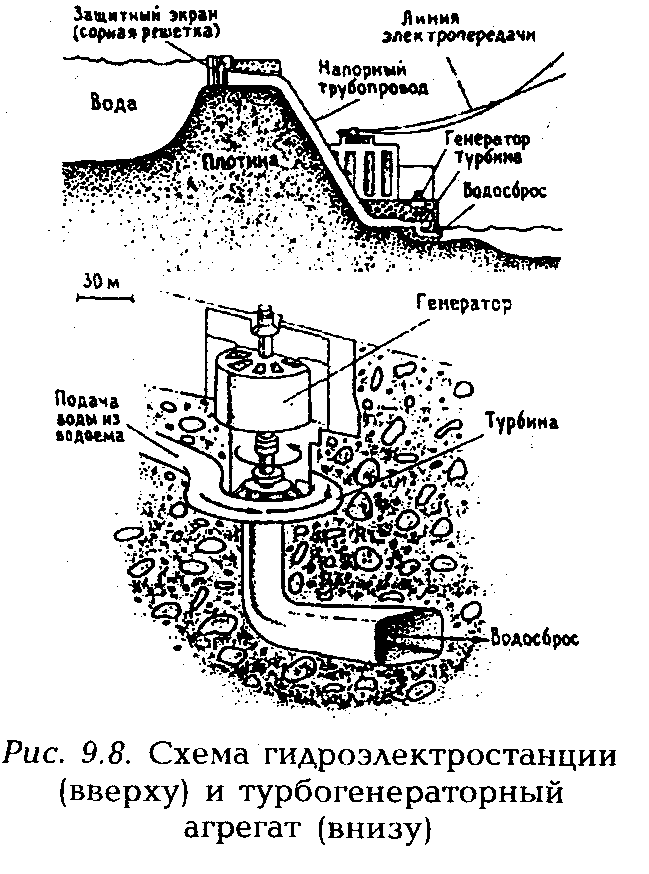 Защитный экран
(сорная решетка)
Линия
электропередачи
Напорный
трубопровод
Вода
Генератор
Турбина
Плотина
Водосброс
30 м
Генератор
Подача
воды из
водоема
Турбина
Водосброс
Рис. 9.8. Схема гидроэлектростанции
(вверху) и турбогенераторный
агрегат (внизу)